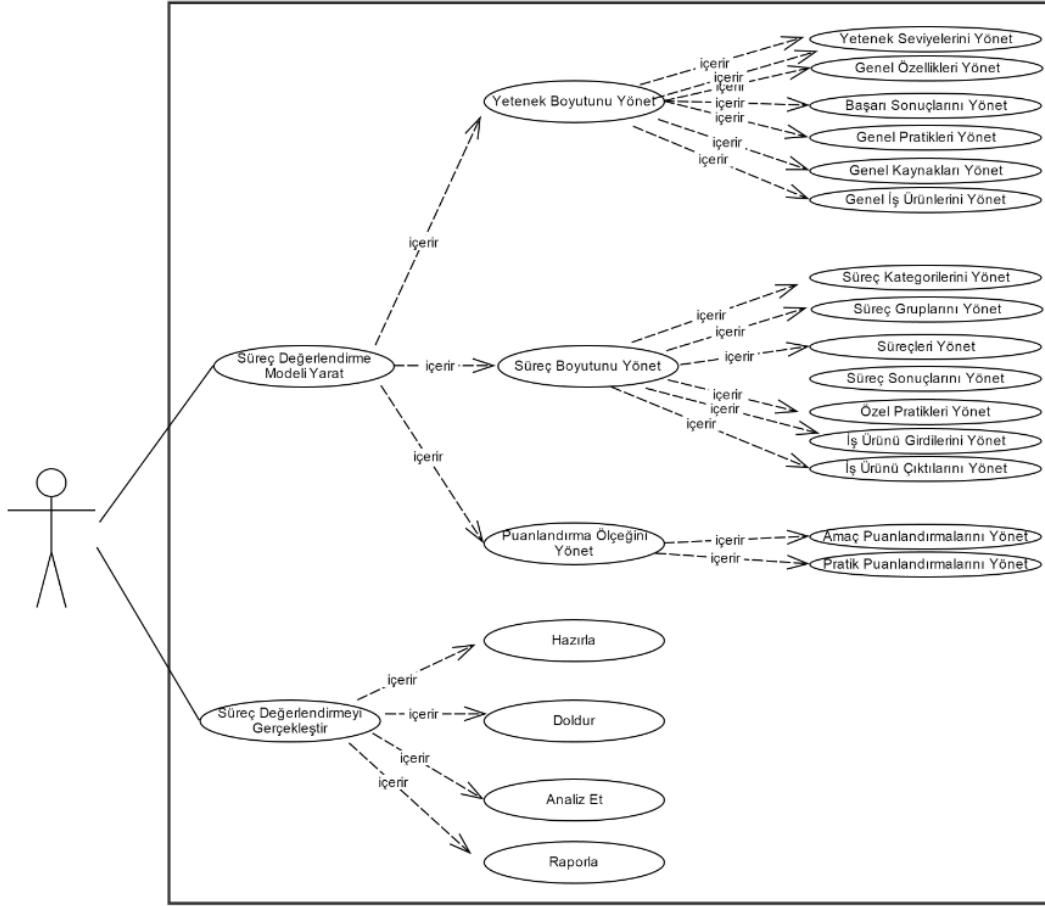 Yetenek Seviyelerini Yönet
içerir
Genel Özellikleri Yönet
içerir
içerir
Yetenek Boyutunu Yönet
içerir
Başarı Sonuçlarını Yönet
içerir
Genel Pratikleri Yönet
içerir
Genel Kaynakları Yönet
içerir
Genel İş Ürünlerini Yönet
içerir
Süreç Kategorilerini Yönet
içerir
Süreç Gruplarını Yönet
içerir
Süreçleri Yönet
içerir
Süreç Değerlendirme
Modeli Yarat
içerir
Süreç Boyutunu Yönet
Süreç Sonuçlarını Yönet
içerir
Özel Pratikleri Yönet
içerir
İş Ürünü Girdilerini Yönet
içerir
İş Ürünü Çıktılarını Yönet
içerir
Puanlandırma Ölçeğini
Yönet
içerir
Amaç Puanlandırmalarını Yönet
içerir
Pratik Puanlandırmalarını Yönet
Hazırla
içerir
Süreç Değerlendirmeyi
Gerçekleştir
içerir
Doldur
içerir
Analiz Et
içerir
Raporla